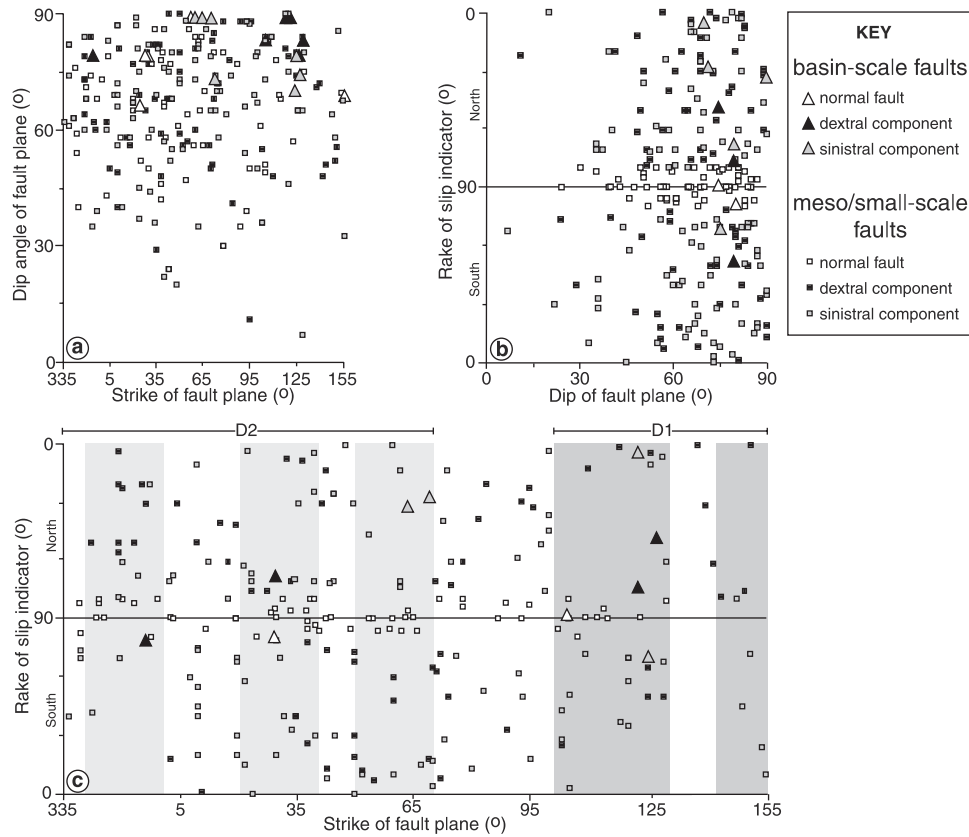 90
60
30
0
335
5
35
65
95
125
155
Dip angle of fault plane (o)
Strike of fault plane (o)
a
0
North
90
South
0
0
30
60
90
Rake of slip indicator (o)
Dip of fault plane (o)
b
KEY
basin-scale faults
normal fault
dextral component
sinistral component
meso/small-scale
faults
normal fault
dextral component
sinistral component
D2
D1
0
North
90
South
0
335
5
35
65
95
125
155
Rake of slip indicator (o)
Strike of fault plane (o)
c